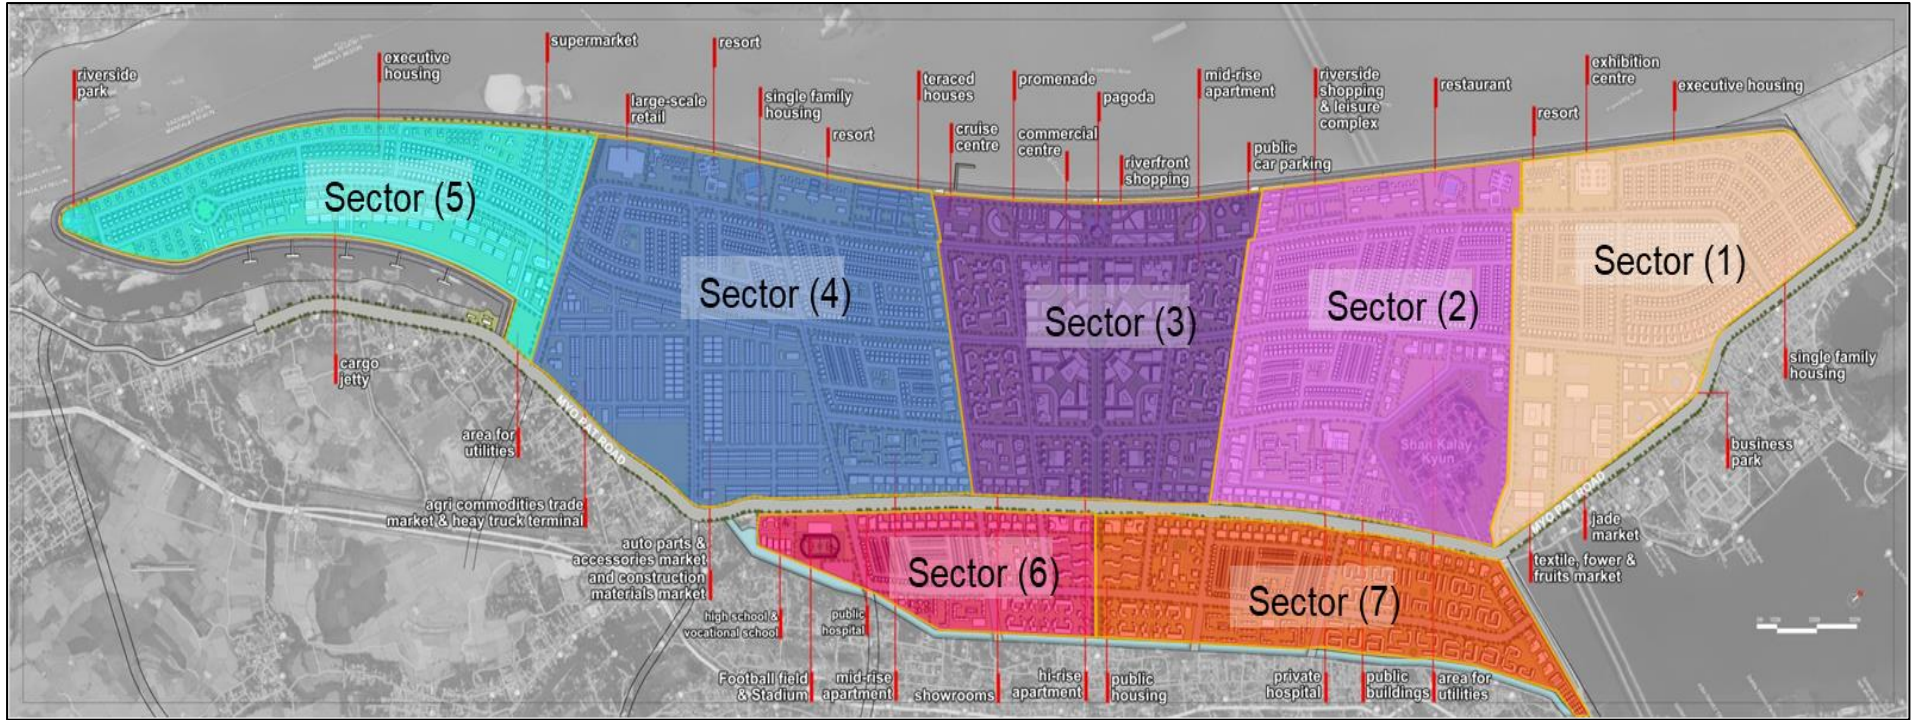 riverside
park
executive
housing
supermarket
resort
large-scale
retail
single family
housing
resort
teraced
houses
cruise
centre
promenade
commercial
centre
pagoda
riverfront
shopping
mid-rise
apartment
public
car parking
riverside
shopping
& leisure
complex
restaurant
resort
exhibition
centre
executive housing
Sector (5)
Sector (4)
Sector (3)
Sector (2)
Sector (1)
Shan Kalay
Kyun
cargo
jetty
area for
utilities
MYO PAT ROAD
agri commodities trade
market & heay truck terminal
auto parts &
accessories market
and construction
materials market
single family
housing
business
park
MYO PAT ROAD
jade
market
textile, fower &
fruits market
Sector (6)
Sector (7)
high school &
vocational school
public
hospital
Football field
& Stadium
mid-rise
apartment
showrooms
hi-rise
apartment
public
housing
private
hospital
public
buildings
area for
utilities